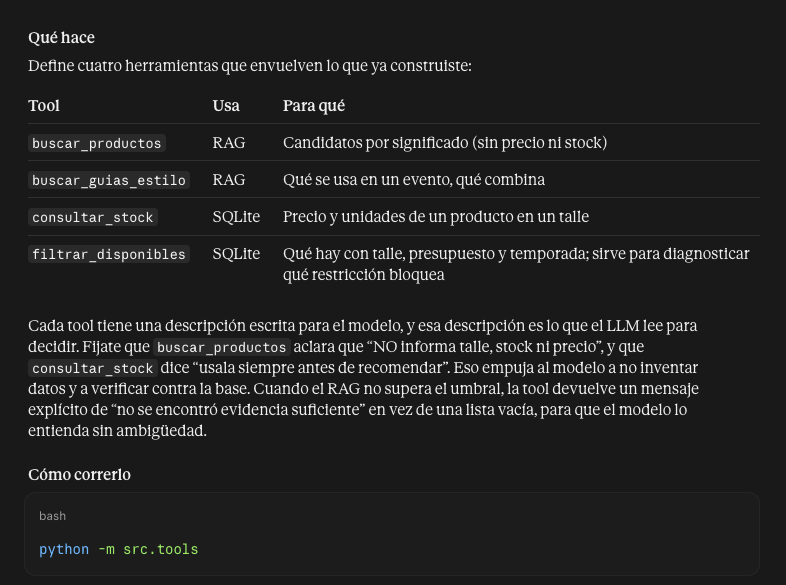 Qué hace
Define cuatro herramientas que envuelven lo que ya construiste:
Tool Usa Para qué
buscar_productos RAG Candidatos por significado (sin precio ni stock)
buscar_guias_estilo RAG Qué se usa en un evento, qué combina
consultar_stock SQLite Precio y unidades de un producto en un talle
filtrar_disponibles SQLite Qué hay con talle, presupuesto y temporada; sirve para diagnosticar
qué restricción bloquea
Cada tool tiene una descripción escrita para el modelo, y esa descripción es lo que el LLM lee para
decidir. Fijate que buscar_productos aclara que “NO informa talle, stock ni precio”, y que
consultar_stock dice “usala siempre antes de recomendar”. Eso empuja al modelo a no inventar
datos y a verificar contra la base. Cuando el RAG no supera el umbral, la tool devuelve un mensaje
explícito de “no se encontró evidencia suficiente” en vez de una lista vacía, para que el modelo lo
entienda sin ambigüedad.
Cómo correrlo
bash
python -m src.tools